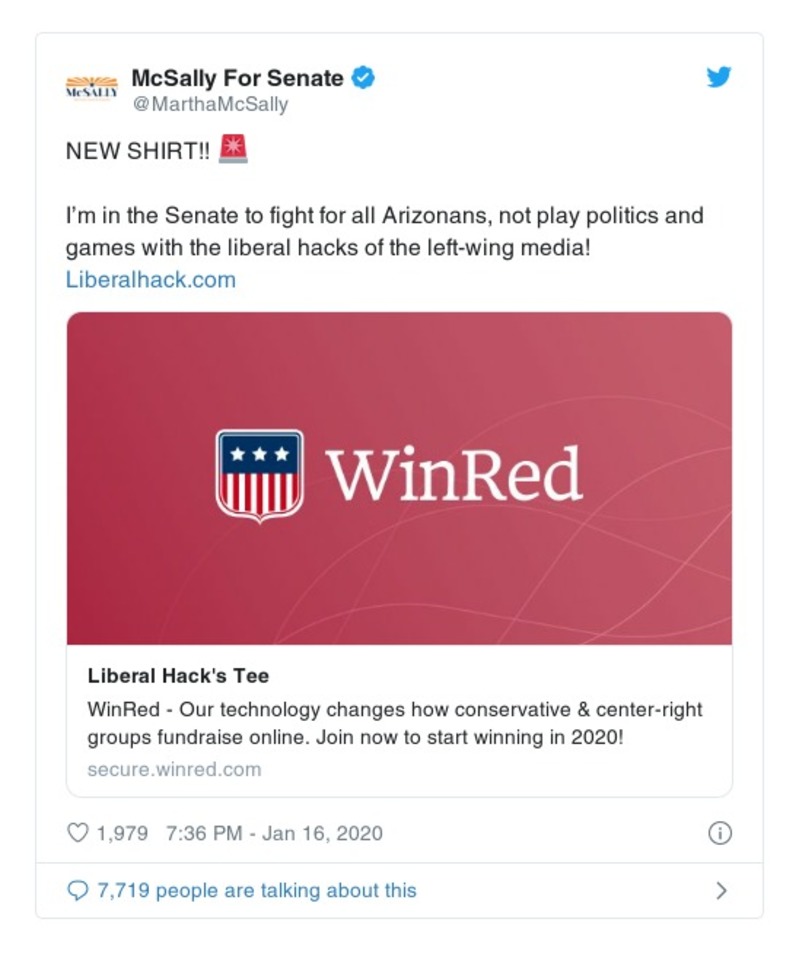 McSALLY
McSally For Senate
@MarthaMcSally
NEW SHIRT!! 🚨
I'm in the Senate to fight for all Arizonans, not play politics and
games with the liberal hacks of the left-wing media!
Liberalhack.com
WinRed
Liberal Hack's Tee
WinRed - Our technology changes how conservative & center-right
groups fundraise online. Join now to start winning in 2020!
secure.winred.com
1,979 7:36 PM - Jan 16, 2020
7,719 people are talking about this